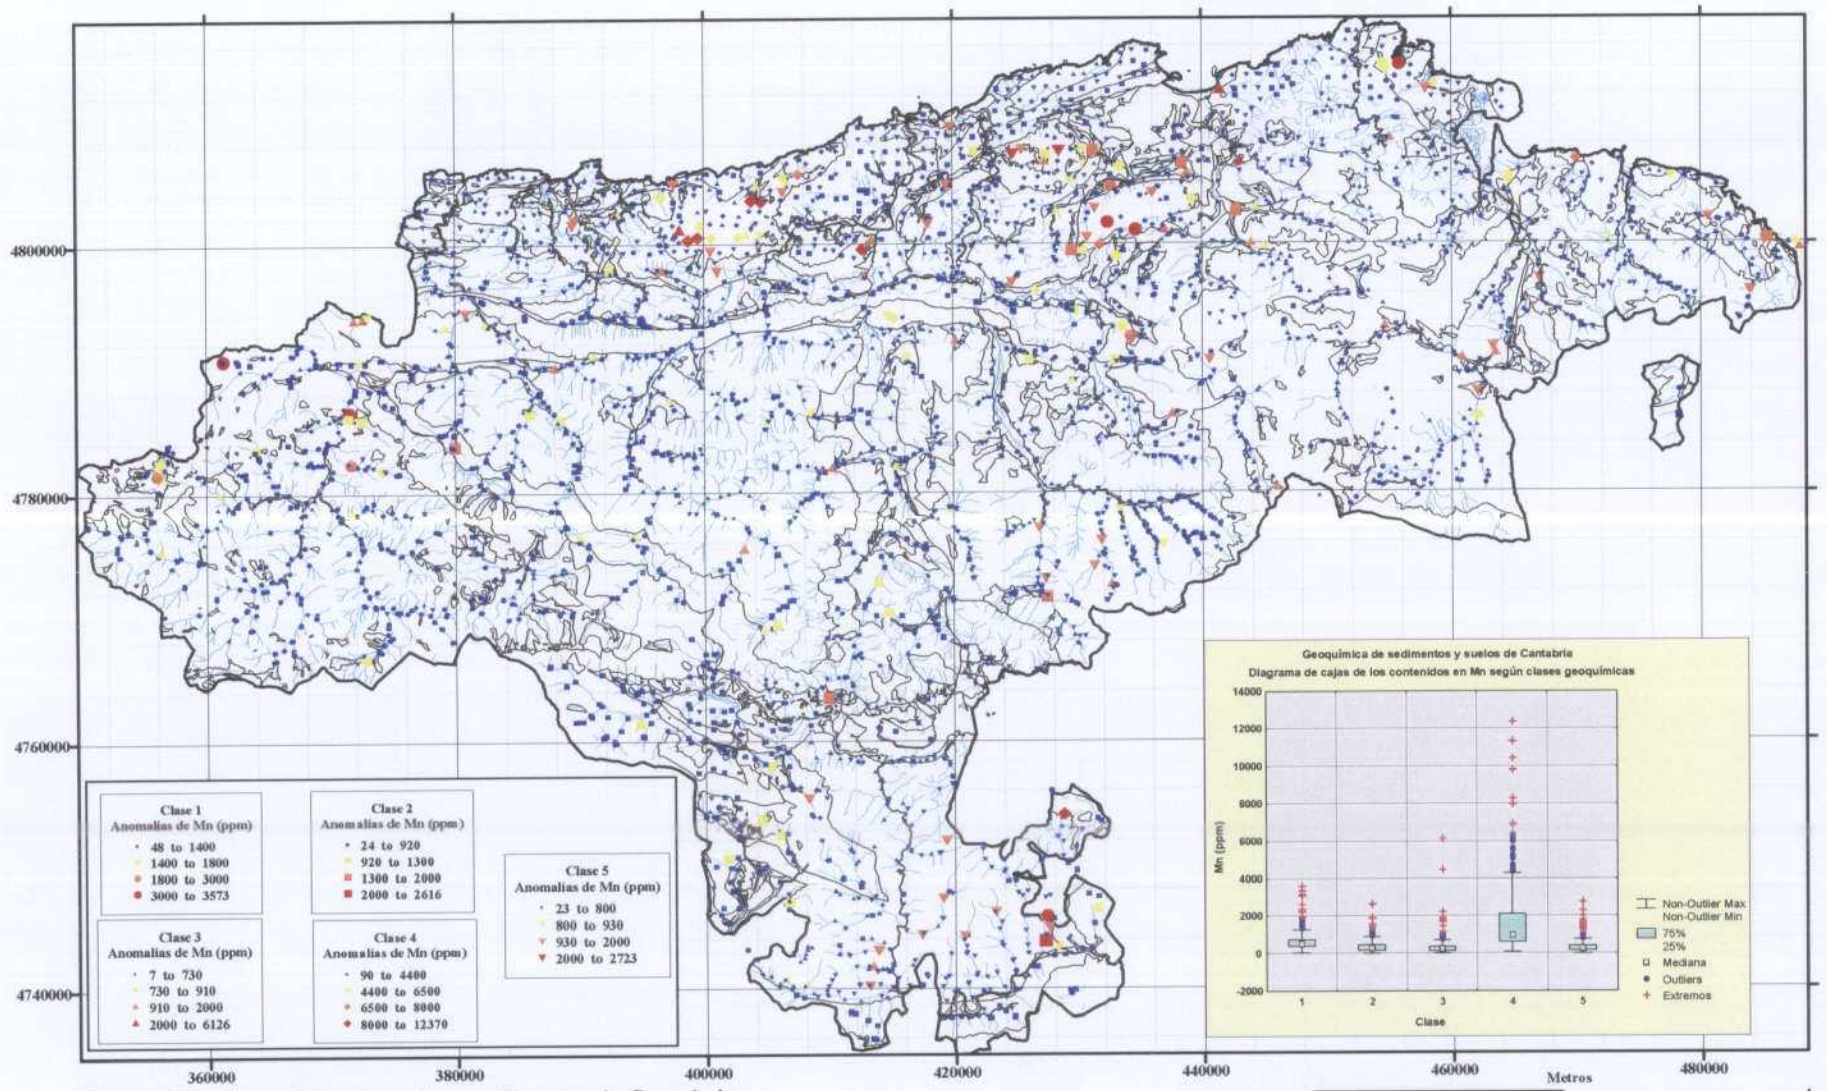 4800000
4780000
4760000
4740000
Clase 1
Anomalías de Mn (ppm)
48 to 1400
1400 to 1800
1800 to 3000
3000 to 3573
Clase 2
Anomalías de Mn (ppm)
24 to 920
920 to 1300
1300 to 2000
2000 to 2616
Clase 3
Anomalías de Mn (ppm)
7 to 730
730 to 910
910 to 2000
2000 to 6126
Clase 4
Anomalías de Mn (ppm)
90 to 4400
4400 to 6500
6500 to 8000
8000 to 12370
Clase 5
Anomalías de Mn (ppm)
23 to 800
800 to 930
930 to 2000
2000 to 2723
Geoquímica de sedimentos y suelos de Cantabria
Diagrama de cajas de los contenidos en Mn según clases geoquímicas
14000
12000
10000
8000
6000
4000
2000
0
-2000
Mn (ppm)
1 2 3 4 5
Clase
Non-Outlier Max
Non-Outlier Min
75%
25%
Mediana
Outliers
Extremos
360000 380000 400000 420000 440000 460000 Metros 480000